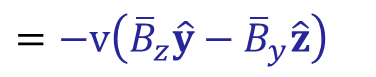 = −v(B̄_z ŷ − B̄_y ẑ)